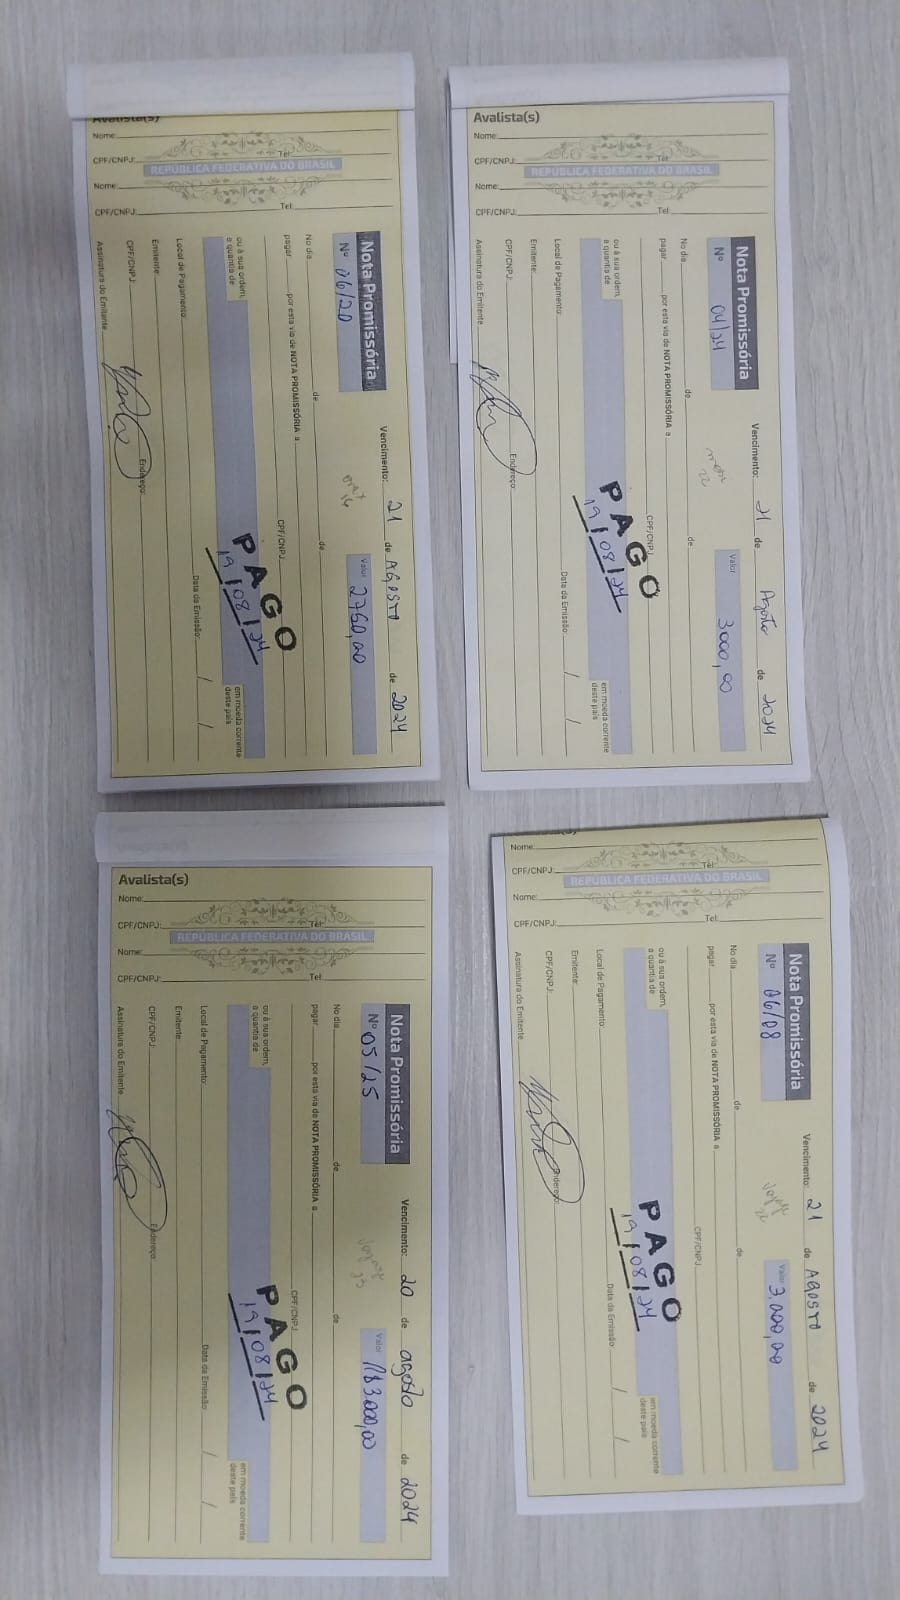 Avalista(s)
Nome:
CPF/CNPJ: Tel:
REPÚBLICA FEDERATIVA DO BRASIL
Nome:
CPF/CNPJ: Tel:
Nota Promissória
Vencimento: 21 de AGOSTO de 2024
Nº 06/20
Valor 2750,00
No dia de de
pagar por esta via de NOTA PROMISSÓRIA a
CPF/CNPJ
ou à sua ordem,
a quantia de
em moeda corrente
deste país
PAGO
19/08/24
Local de Pagamento: Data da Emissão: / /
Emitente:
CPF/CNPJ: Endereço:
Assinatura do Emitente
Avalista(s)
Nome:
CPF/CNPJ: Tel:
REPÚBLICA FEDERATIVA DO BRASIL
Nome:
CPF/CNPJ: Tel:
Nota Promissória
Vencimento: 21 de Agosto de 2024
Nº 04/24
Valor 3000,00
No dia de de
pagar por esta via de NOTA PROMISSÓRIA a
CPF/CNPJ
ou à sua ordem,
a quantia de
em moeda corrente
deste país
PAGO
19/08/24
Local de Pagamento: Data da Emissão: / /
Emitente:
CPF/CNPJ: Endereço:
Assinatura do Emitente
Avalista(s)
Nome:
CPF/CNPJ: Tel:
REPÚBLICA FEDERATIVA DO BRASIL
Nome:
CPF/CNPJ: Tel:
Nota Promissória
Vencimento: 20 de agosto de 2024
Nº 05/25
Valor R$3000,00
No dia de de
pagar por esta via de NOTA PROMISSÓRIA a
CPF/CNPJ
ou à sua ordem,
a quantia de
em moeda corrente
deste país
PAGO
19/08/24
Local de Pagamento: Data da Emissão: / /
Emitente:
CPF/CNPJ: Endereço:
Assinatura do Emitente
Nome:
CPF/CNPJ: Tel:
REPÚBLICA FEDERATIVA DO BRASIL
Nome:
CPF/CNPJ: Tel:
Nota Promissória
Vencimento: 21 de AGOSTO de 2024
Nº 06/08
Valor 3.000,00
No dia de de
pagar por esta via de NOTA PROMISSÓRIA a
CPF/CNPJ
ou à sua ordem,
a quantia de
em moeda corrente
deste país
PAGO
19/08/24
Local de Pagamento: Data da Emissão: / /
Emitente:
CPF/CNPJ: Endereço:
Assinatura do Emitente